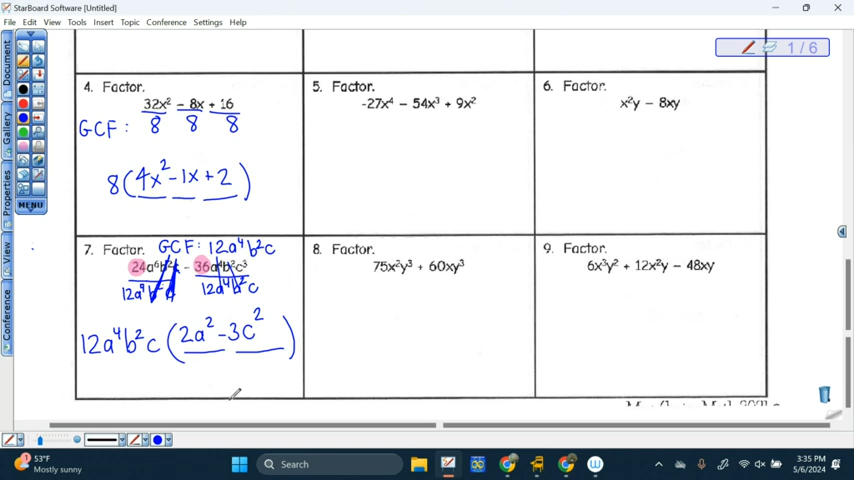 StarBoard Software [Untitled]
File Edit View Tools Insert Topic Conference Settings Help
1 / 6
Document
Gallery
Properties
View
Conference
MENU
4. Factor.
32x² − 8x + 16
8 8 8
GCF:
8(4x² − 1x + 2)
5. Factor.
-27x⁴ − 54x³ + 9x²
6. Factor.
x²y − 8xy
7. Factor. GCF: 12a⁴b²c
24a⁶b²c − 36a⁴b²c³
12a⁴b²c 12a⁴b²c
12a⁴b²c (2a² − 3c²)
8. Factor.
75x²y³ + 60xy³
9. Factor.
6x³y² + 12x²y − 48xy
1
53°F
Mostly sunny
Search
3:35 PM
5/6/2024